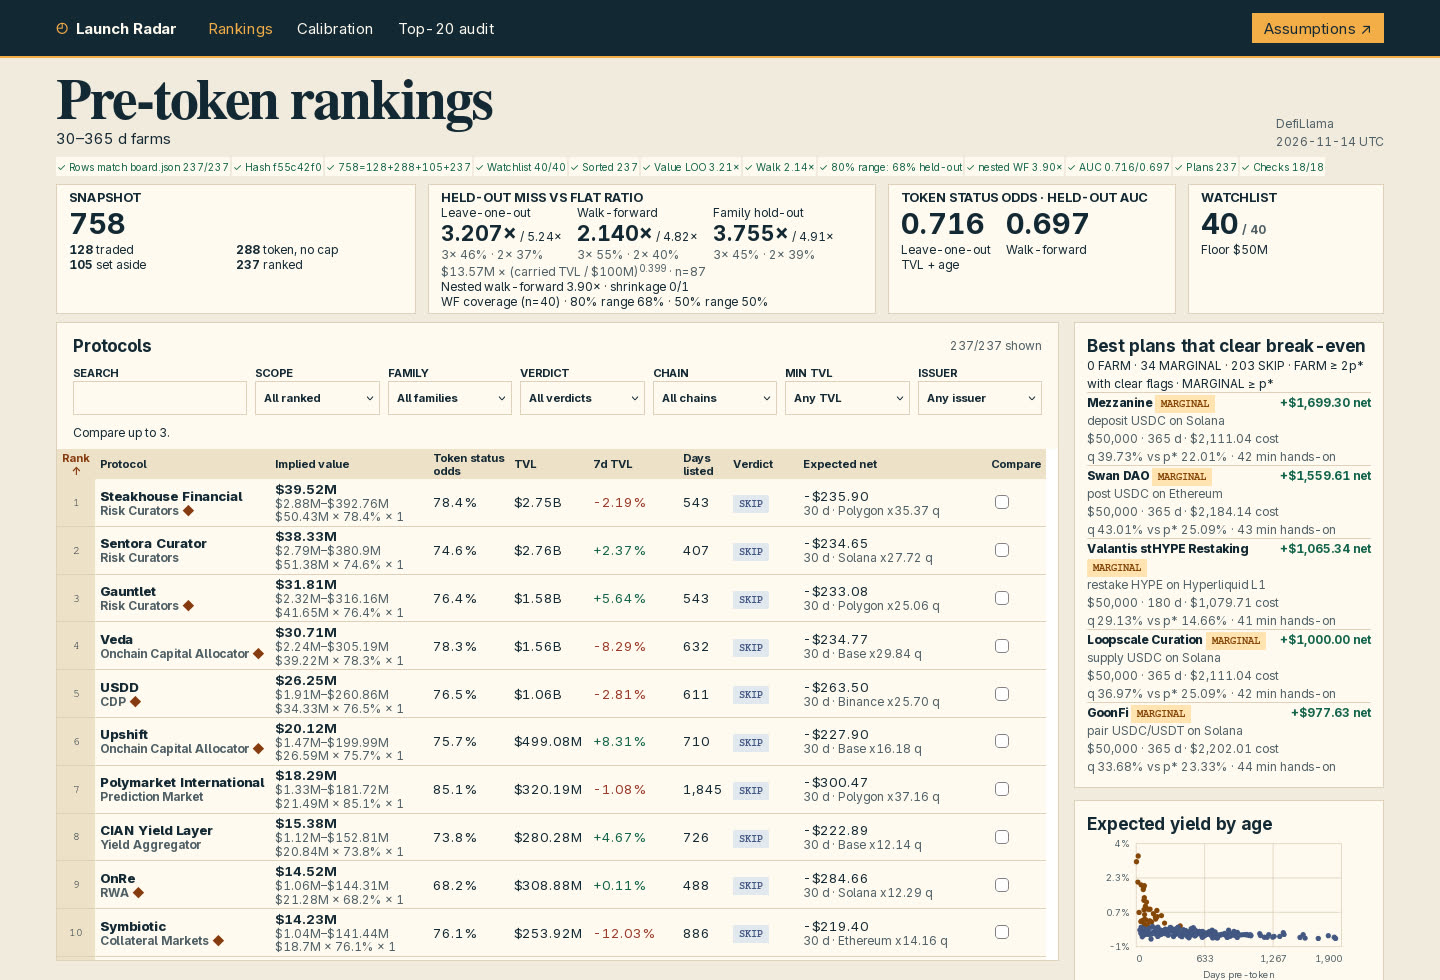 Launch Radar
Rankings
Calibration
Top-20 audit
Assumptions ↗
Pre-token rankings
30–365 d farms
DefiLlama
2026-11-14 UTC
✓ Rows match board.json 237/237 ✓ Hash f55c42f0 ✓ 758=128+288+105+237 ✓ Watchlist 40/40 ✓ Sorted 237 ✓ Value LOO 3.21× ✓ Walk 2.14× ✓ 80% range: 68% held-out ✓ nested WF 3.90× ✓ AUC 0.716/0.697 ✓ Plans 237 ✓ Checks 18/18
SNAPSHOT
758
128 traded
288 token, no cap
105 set aside
237 ranked
HELD-OUT MISS VS FLAT RATIO
Leave-one-out
Walk-forward
Family hold-out
3.207× / 5.24×
2.140× / 4.82×
3.755× / 4.91×
3× 46% · 2× 37%
3× 55% · 2× 40%
3× 45% · 2× 39%
$13.57M × (carried TVL / $100M)^0.399 · n=87
Nested walk-forward 3.90× · shrinkage 0/1
WF coverage (n=40) · 80% range 68% · 50% range 50%
TOKEN STATUS ODDS · HELD-OUT AUC
0.716
0.697
Leave-one-out
Walk-forward
TVL + age
WATCHLIST
40 / 40
Floor $50M
Protocols
237/237 shown
SEARCH
SCOPE
FAMILY
VERDICT
CHAIN
MIN TVL
ISSUER
All ranked
All families
All verdicts
All chains
Any TVL
Any issuer
Compare up to 3.
Rank ↑
Protocol
Implied value
Token status odds
TVL
7d TVL
Days listed
Verdict
Expected net
Compare
1
Steakhouse Financial
Risk Curators ◆
$39.52M
$2.88M–$392.76M
$50.43M × 78.4% × 1
78.4%
$2.75B
-2.19%
543
SKIP
-$235.90
30 d · Polygon x35.37 q
2
Sentora Curator
Risk Curators
$38.33M
$2.79M–$380.9M
$51.38M × 74.6% × 1
74.6%
$2.76B
+2.37%
407
SKIP
-$234.65
30 d · Solana x27.72 q
3
Gauntlet
Risk Curators ◆
$31.81M
$2.32M–$316.16M
$41.65M × 76.4% × 1
76.4%
$1.58B
+5.64%
543
SKIP
-$233.08
30 d · Polygon x25.06 q
4
Veda
Onchain Capital Allocator ◆
$30.71M
$2.24M–$305.19M
$39.22M × 78.3% × 1
78.3%
$1.56B
-8.29%
632
SKIP
-$234.77
30 d · Base x29.84 q
5
USDD
CDP ◆
$26.25M
$1.91M–$260.86M
$34.33M × 76.5% × 1
76.5%
$1.06B
-2.81%
611
SKIP
-$263.50
30 d · Binance x25.70 q
6
Upshift
Onchain Capital Allocator ◆
$20.12M
$1.47M–$199.99M
$26.59M × 75.7% × 1
75.7%
$499.08M
+8.31%
710
SKIP
-$227.90
30 d · Base x16.18 q
7
Polymarket International
Prediction Market
$18.29M
$1.33M–$181.72M
$21.49M × 85.1% × 1
85.1%
$320.19M
-1.08%
1,845
SKIP
-$300.47
30 d · Polygon x37.16 q
8
CIAN Yield Layer
Yield Aggregator
$15.38M
$1.12M–$152.81M
$20.84M × 73.8% × 1
73.8%
$280.28M
+4.67%
726
SKIP
-$222.89
30 d · Base x12.14 q
9
OnRe
RWA ◆
$14.52M
$1.06M–$144.31M
$21.28M × 68.2% × 1
68.2%
$308.88M
+0.11%
488
SKIP
-$284.66
30 d · Solana x12.29 q
10
Symbiotic
Collateral Markets ◆
$14.23M
$1.04M–$141.44M
$18.7M × 76.1% × 1
76.1%
$253.92M
-12.03%
886
SKIP
-$219.40
30 d · Ethereum x14.16 q
Best plans that clear break-even
0 FARM · 34 MARGINAL · 203 SKIP · FARM ≥ 2p*
with clear flags · MARGINAL ≥ p*
Mezzanine MARGINAL +$1,699.30 net
deposit USDC on Solana
$50,000 · 365 d · $2,111.04 cost
q 39.73% vs p* 22.01% · 42 min hands-on
Swan DAO MARGINAL +$1,559.61 net
post USDC on Ethereum
$50,000 · 365 d · $2,184.14 cost
q 43.01% vs p* 25.09% · 43 min hands-on
Valantis stHYPE Restaking +$1,065.34 net
MARGINAL
restake HYPE on Hyperliquid L1
$50,000 · 180 d · $1,079.71 cost
q 29.13% vs p* 14.66% · 41 min hands-on
Loopscale Curation MARGINAL +$1,000.00 net
supply USDC on Solana
$50,000 · 365 d · $2,111.04 cost
q 36.97% vs p* 25.09% · 42 min hands-on
GoonFi MARGINAL +$977.63 net
pair USDC/USDT on Solana
$50,000 · 365 d · $2,202.01 cost
q 33.68% vs p* 23.33% · 44 min hands-on
Expected yield by age
4%
2.3%
0.7%
-1%
0
633
1,267
1,900
Days pre-token